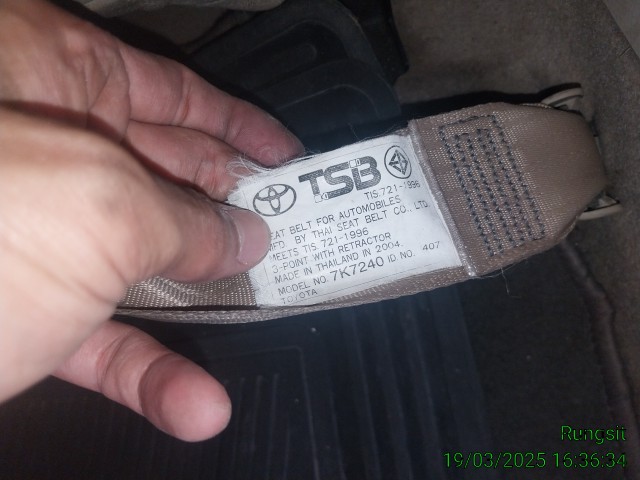 TSB
TIS.721-1996
SEAT BELT FOR AUTOMOBILES
MFD BY THAI SEAT BELT CO., LTD.
MEETS TIS. 721-1996
3-POINT WITH RETRACTOR
MADE IN THAILAND IN 2004.
MODEL NO. 7K7240 ID NO. 407
TOYOTA
Rungsit
19/03/2025 16:36:34